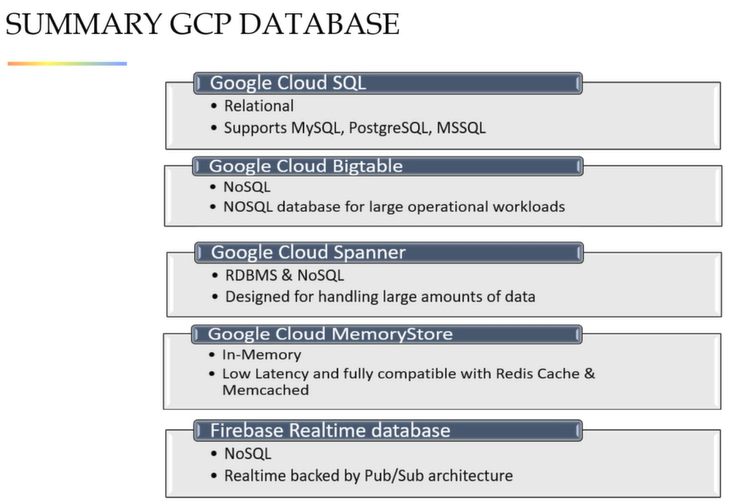 SUMMARY GCP DATABASE
Google Cloud SQL
• Relational
• Supports MySQL, PostgreSQL, MSSQL
Google Cloud Bigtable
• NoSQL
• NOSQL database for large operational workloads
Google Cloud Spanner
• RDBMS & NoSQL
• Designed for handling large amounts of data
Google Cloud MemoryStore
• In-Memory
• Low Latency and fully compatible with Redis Cache &
Memcached
Firebase Realtime database
• NoSQL
• Realtime backed by Pub/Sub architecture